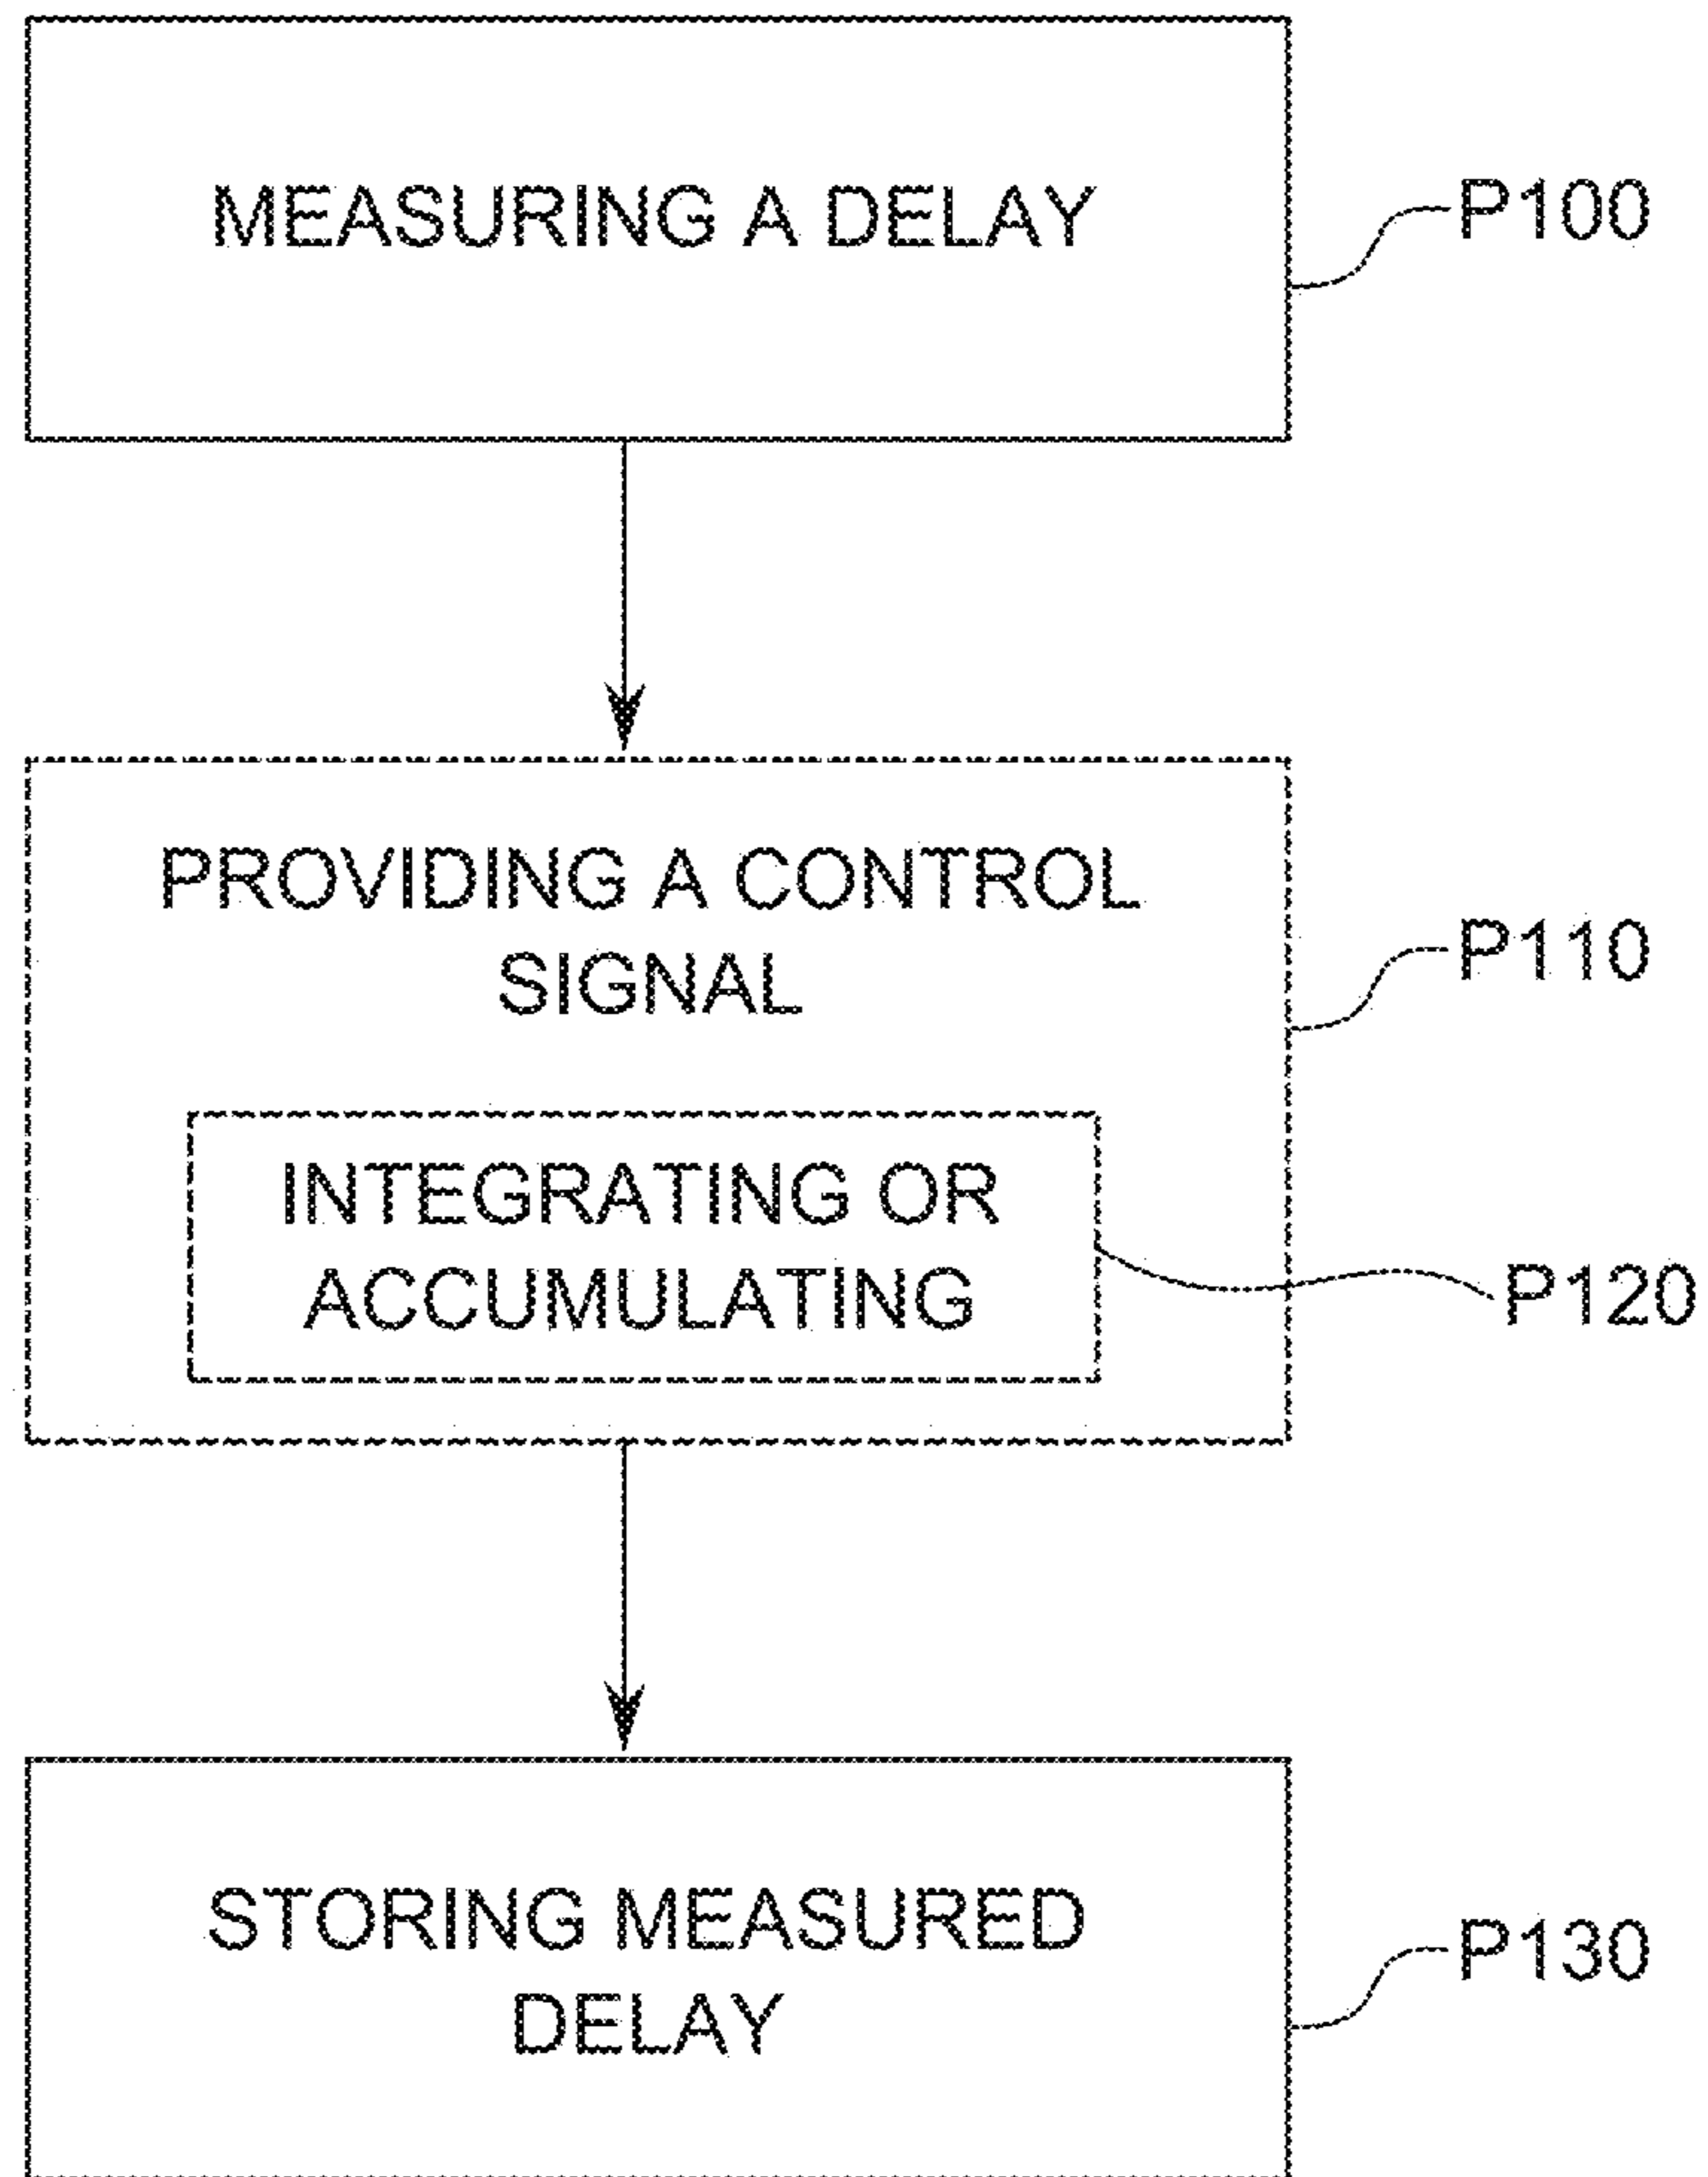 MEASURING A DELAY
P100
PROVIDING A CONTROL
SIGNAL
P110
INTEGRATING OR
ACCUMULATING
P120
STORING MEASURED
DELAY
P130